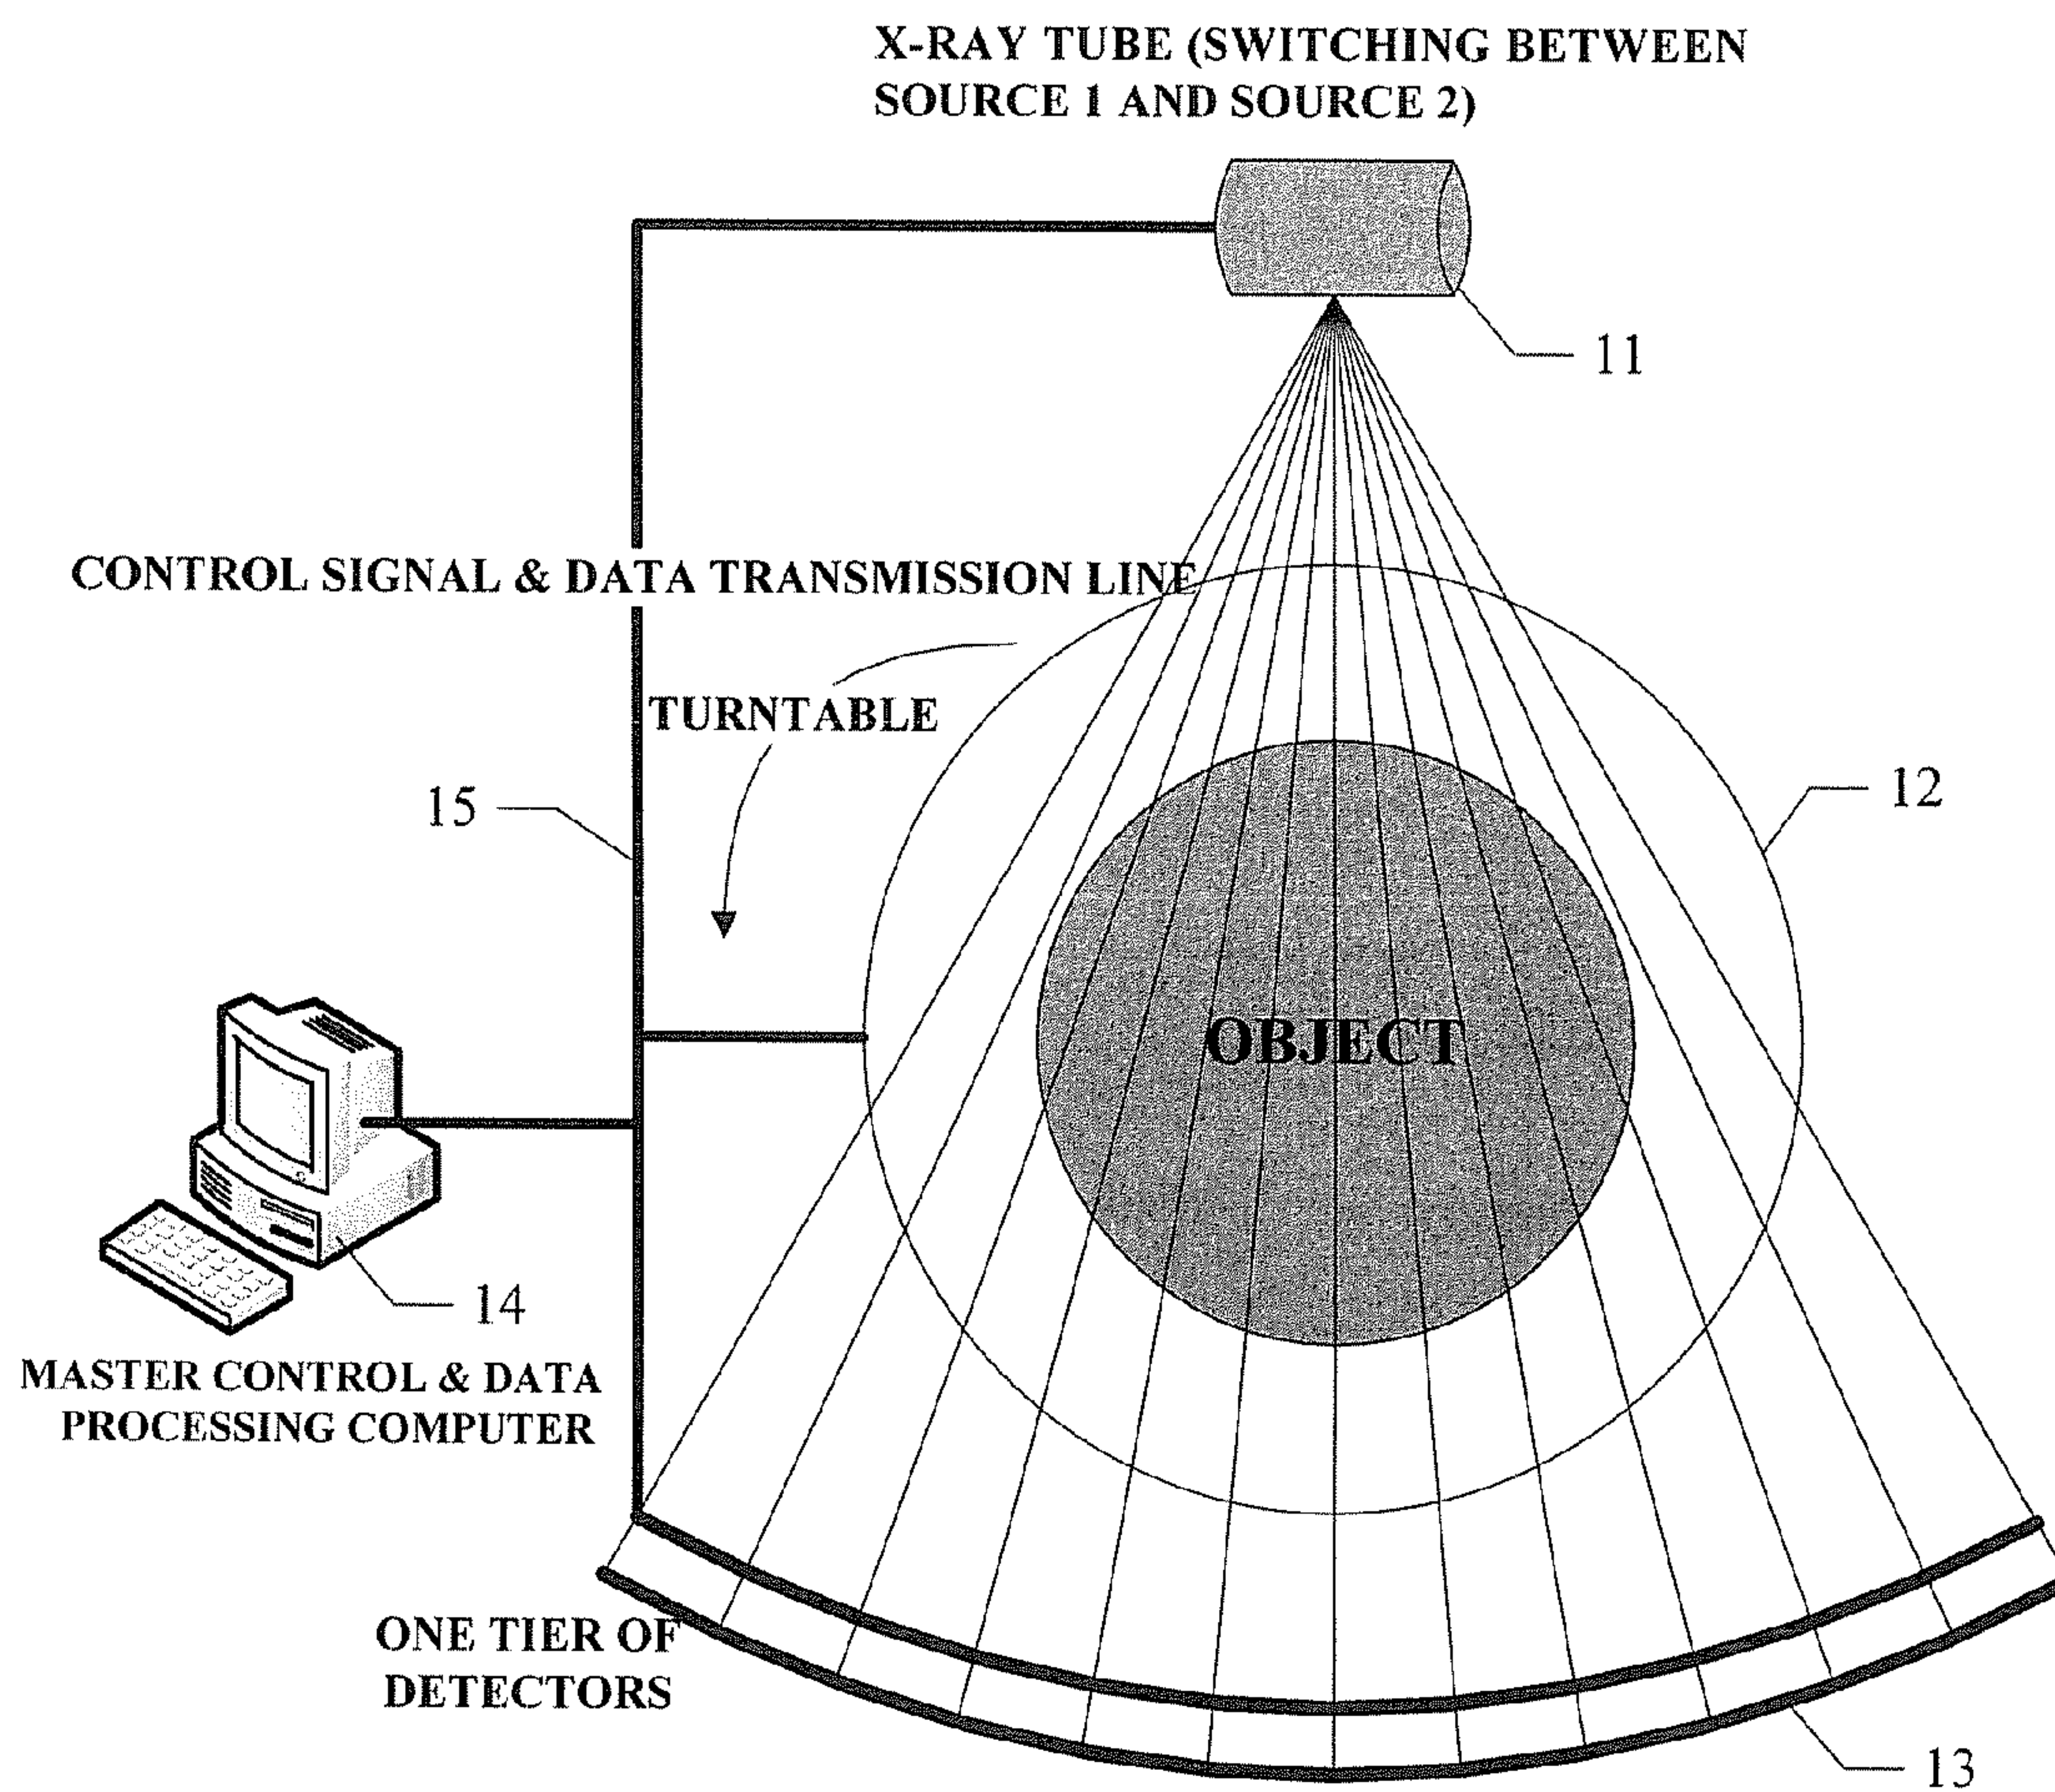 X-RAY TUBE (SWITCHING BETWEEN
SOURCE 1 AND SOURCE 2)
11
CONTROL SIGNAL & DATA TRANSMISSION LINE
TURNTABLE
15
12
OBJECT
14
MASTER CONTROL & DATA
PROCESSING COMPUTER
ONE TIER OF
DETECTORS
13